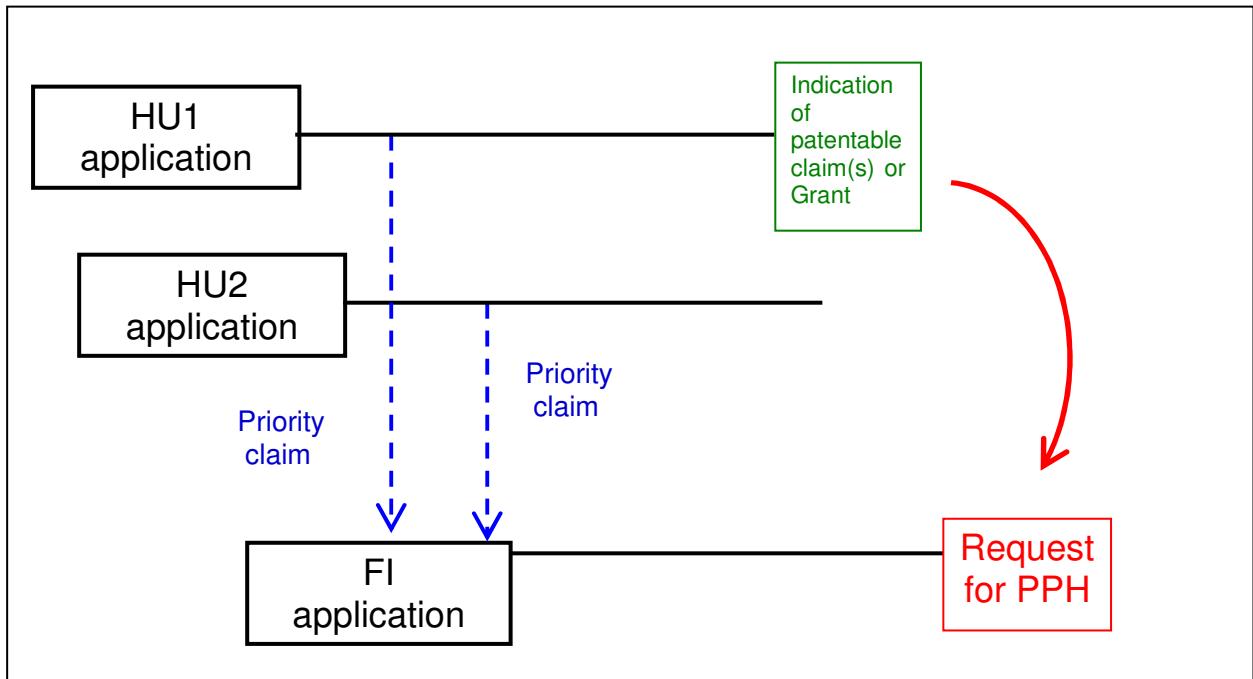 HU1
application
Indication
of
patentable
claim(s) or
Grant
HU2
application
Priority
claim
Priority
claim
FI
application
Request
for PPH